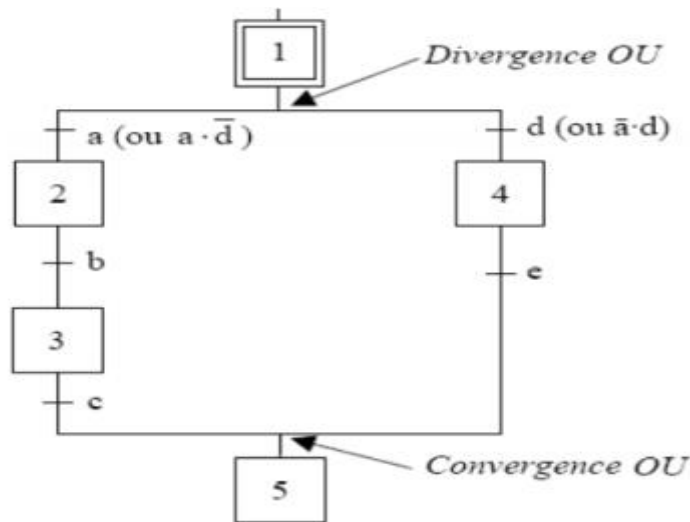 1
Divergence OU
a (ou a · d̅ )
d (ou ā·d)
2
4
b
e
3
c
Convergence OU
5